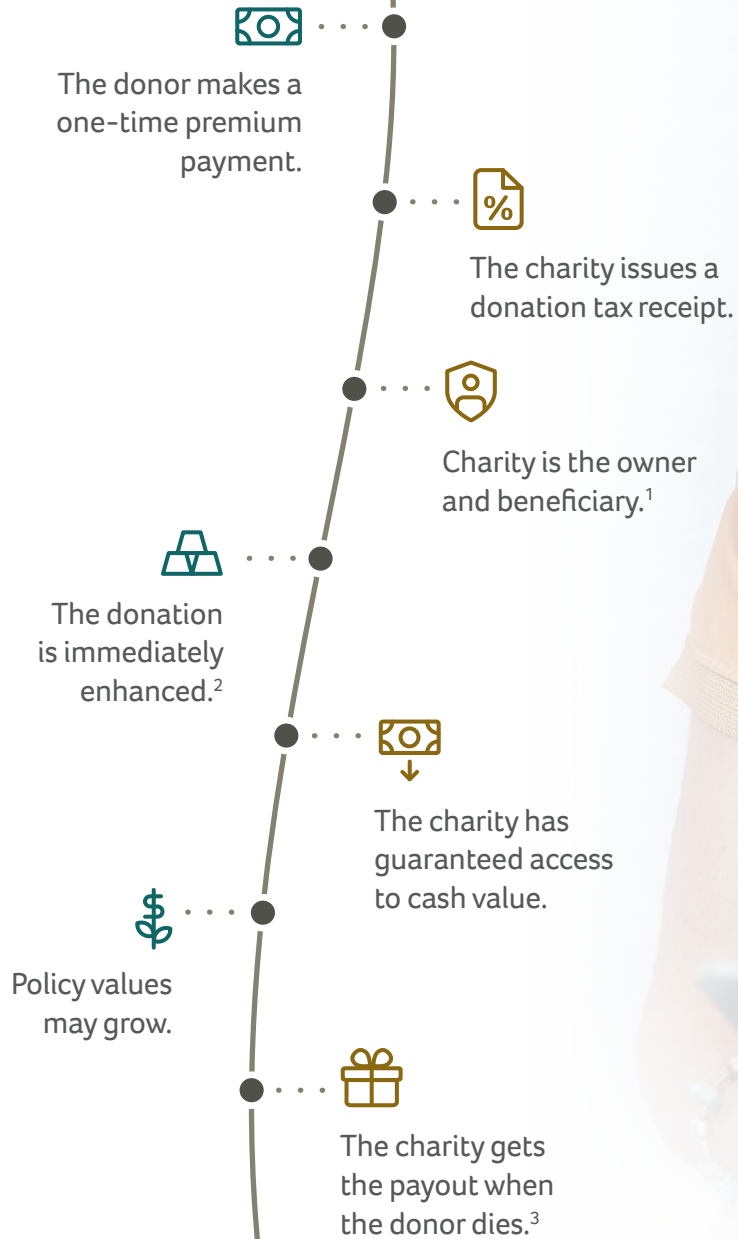 The donor makes a
one-time premium
payment.
%
The charity issues a
donation tax receipt.
Charity is the owner
and beneficiary.¹
The donation
is immediately
enhanced.²
The charity has
guaranteed access
to cash value.
$
Policy values
may grow.
The charity gets
the payout when
the donor dies.³